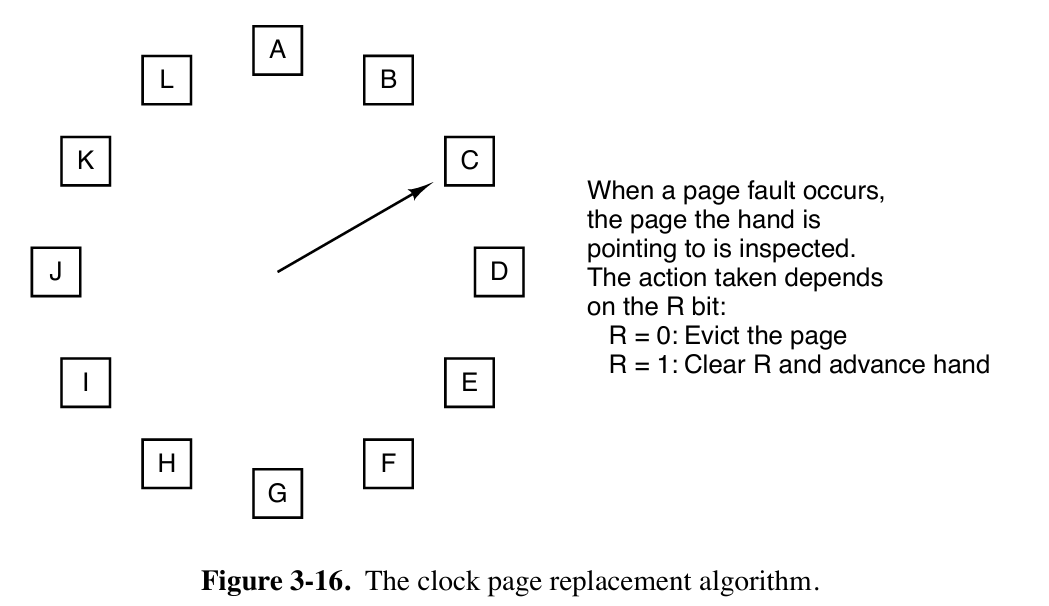 A
L
B
K
C
When a page fault occurs,
the page the hand is
pointing to is inspected.
The action taken depends
on the R bit:
R = 0: Evict the page
R = 1: Clear R and advance hand
J
D
I
E
H
F
G
Figure 3-16. The clock page replacement algorithm.